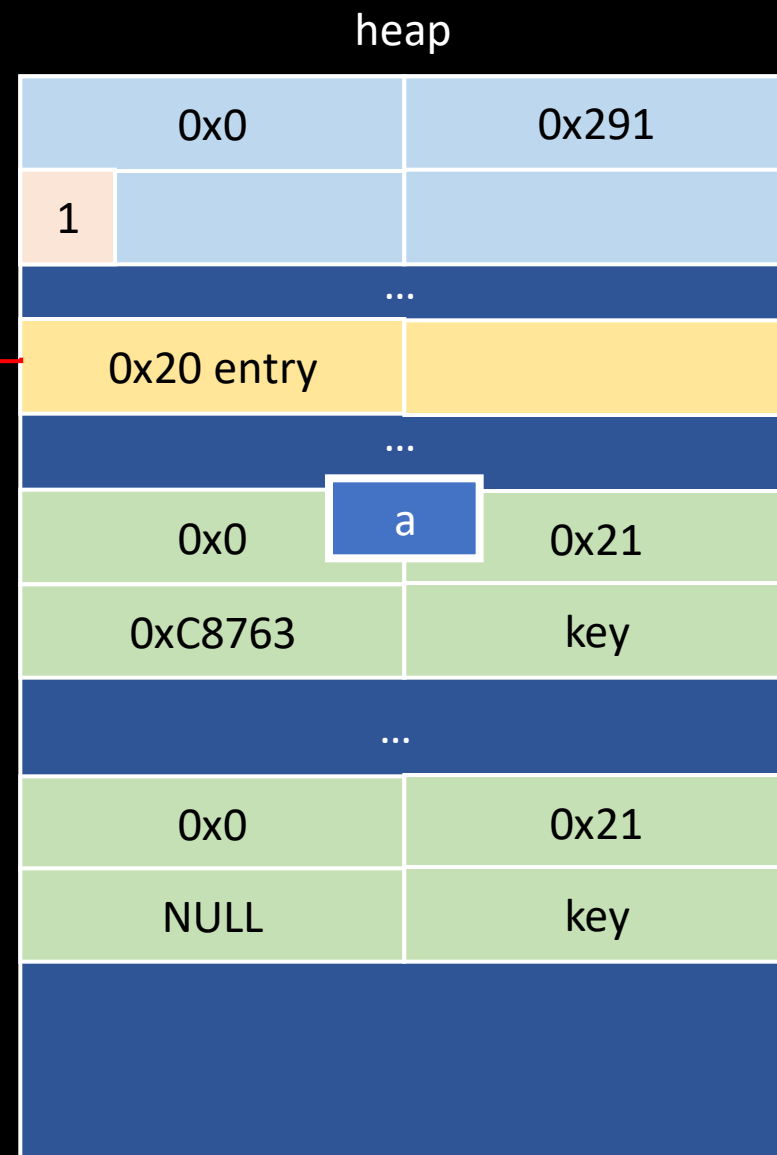 heap
0x0 0x291
1
...
0x20 entry
...
a
0x0 0x21
0xC8763 key
...
0x0 0x21
NULL key